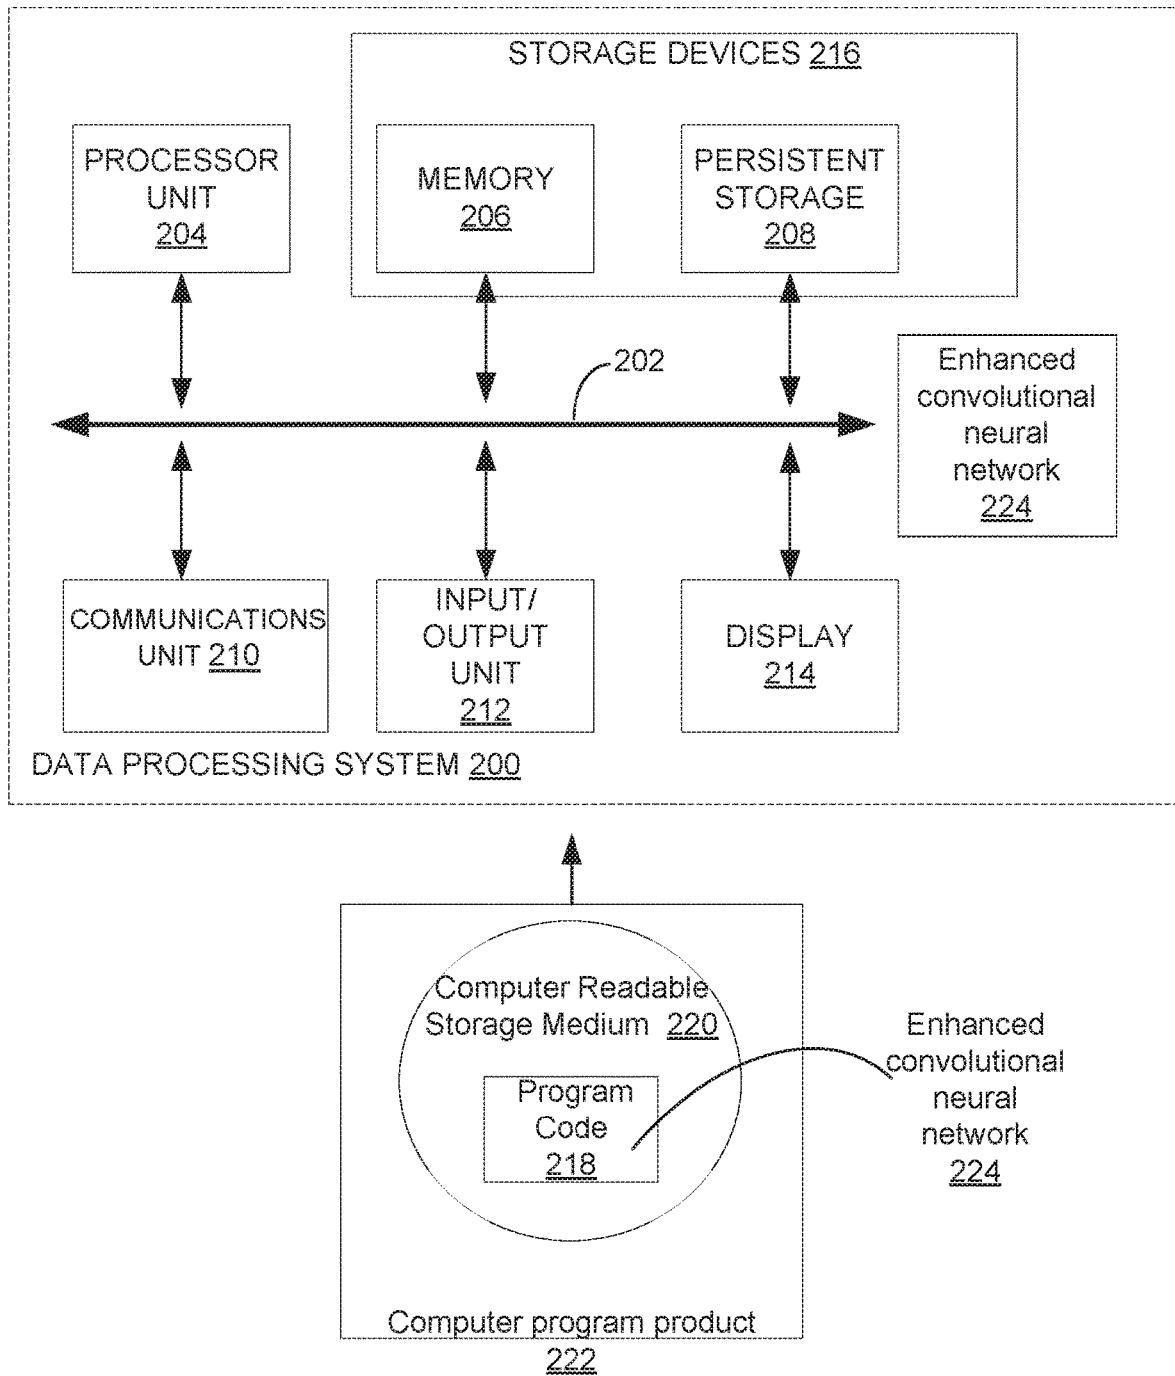 STORAGE DEVICES 216
PROCESSOR
UNIT
204
MEMORY
206
PERSISTENT
STORAGE
208
202
Enhanced
convolutional
neural
network
224
COMMUNICATIONS
UNIT 210
INPUT/
OUTPUT
UNIT
212
DISPLAY
214
DATA PROCESSING SYSTEM 200
Computer Readable
Storage Medium 220
Program
Code
218
Enhanced
convolutional
neural
network
224
Computer program product
222